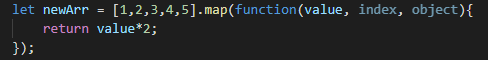 let newArr = [1,2,3,4,5].map(function(value, index, object){
    return value*2;
});